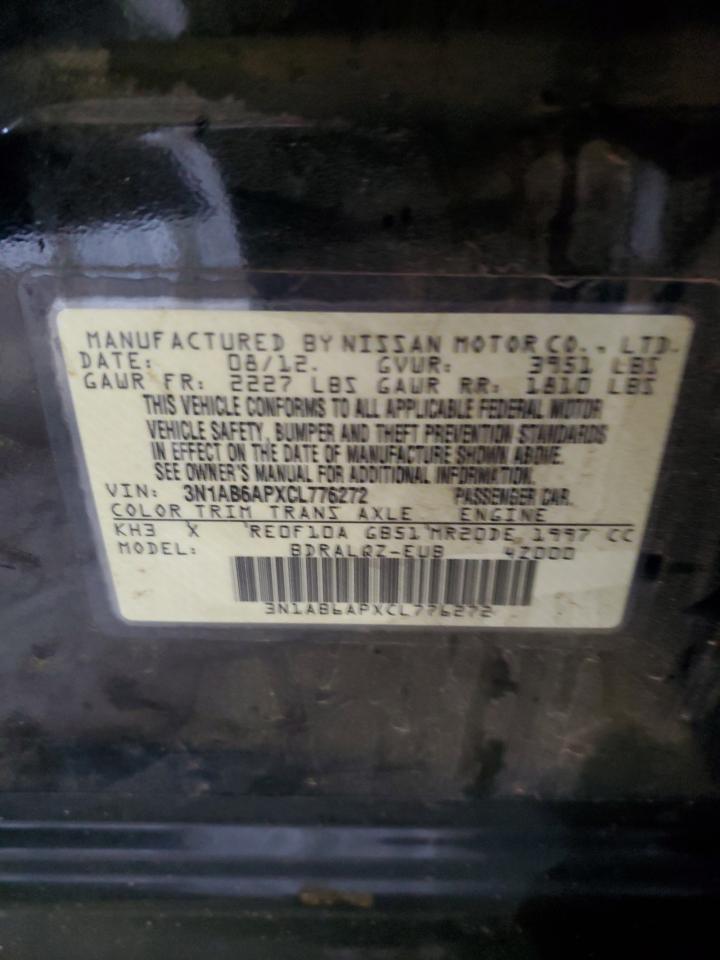 MANUFACTURED BY NISSAN MOTOR CO., LTD.
DATE: 08/12. GVWR: 3951 LBS
GAWR FR: 2227 LBS GAWR RR: 1810 LBS
THIS VEHICLE CONFORMS TO ALL APPLICABLE FEDERAL MOTOR
VEHICLE SAFETY, BUMPER AND THEFT PREVENTION STANDARDS
IN EFFECT ON THE DATE OF MANUFACTURE SHOWN ABOVE.
SEE OWNER'S MANUAL FOR ADDITIONAL INFORMATION.
VIN: 3N1AB6APXCL776272 PASSENGER CAR.
COLOR TRIM TRANS AXLE ENGINE
KH3 X RE0F10A GB51 MR20DE 1997 CC
MODEL: BDRALQZ-EUB 4Z000
3N1AB6APXCL776272